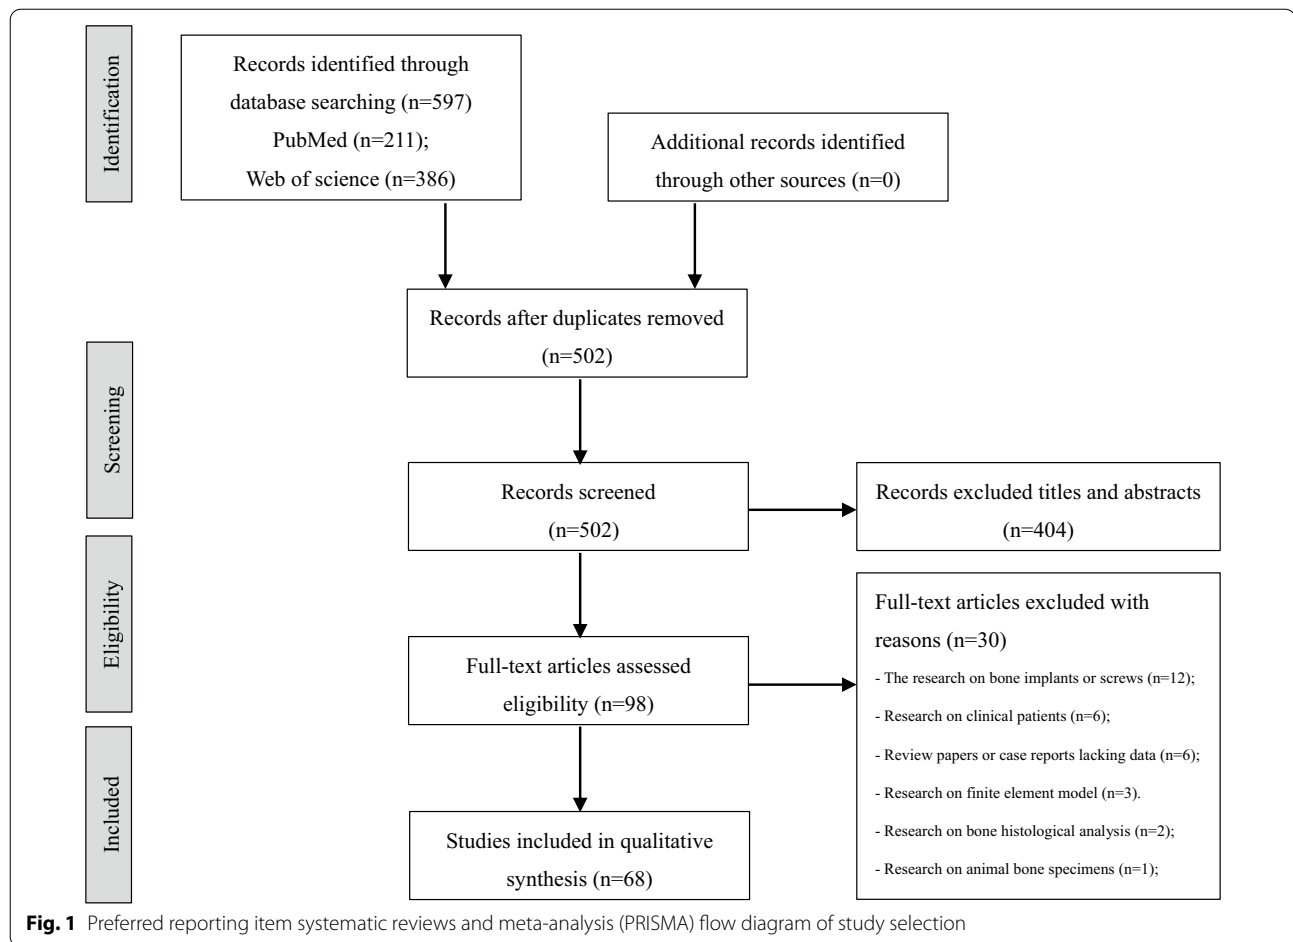 Identification
Records identified through
database searching (n=597)
PubMed (n=211);
Web of science (n=386)
Additional records identified
through other sources (n=0)
Records after duplicates removed
(n=502)
Screening
Records screened
(n=502)
Records excluded titles and abstracts
(n=404)
Eligibility
Full-text articles assessed
eligibility (n=98)
Full-text articles excluded with
reasons (n=30)
- The research on bone implants or screws (n=12);
- Research on clinical patients (n=6);
- Review papers or case reports lacking data (n=6);
- Research on finite element model (n=3).
- Research on bone histological analysis (n=2);
- Research on animal bone specimens (n=1);
Included
Studies included in qualitative
synthesis (n=68)
Fig. 1 Preferred reporting item systematic reviews and meta-analysis (PRISMA) flow diagram of study selection